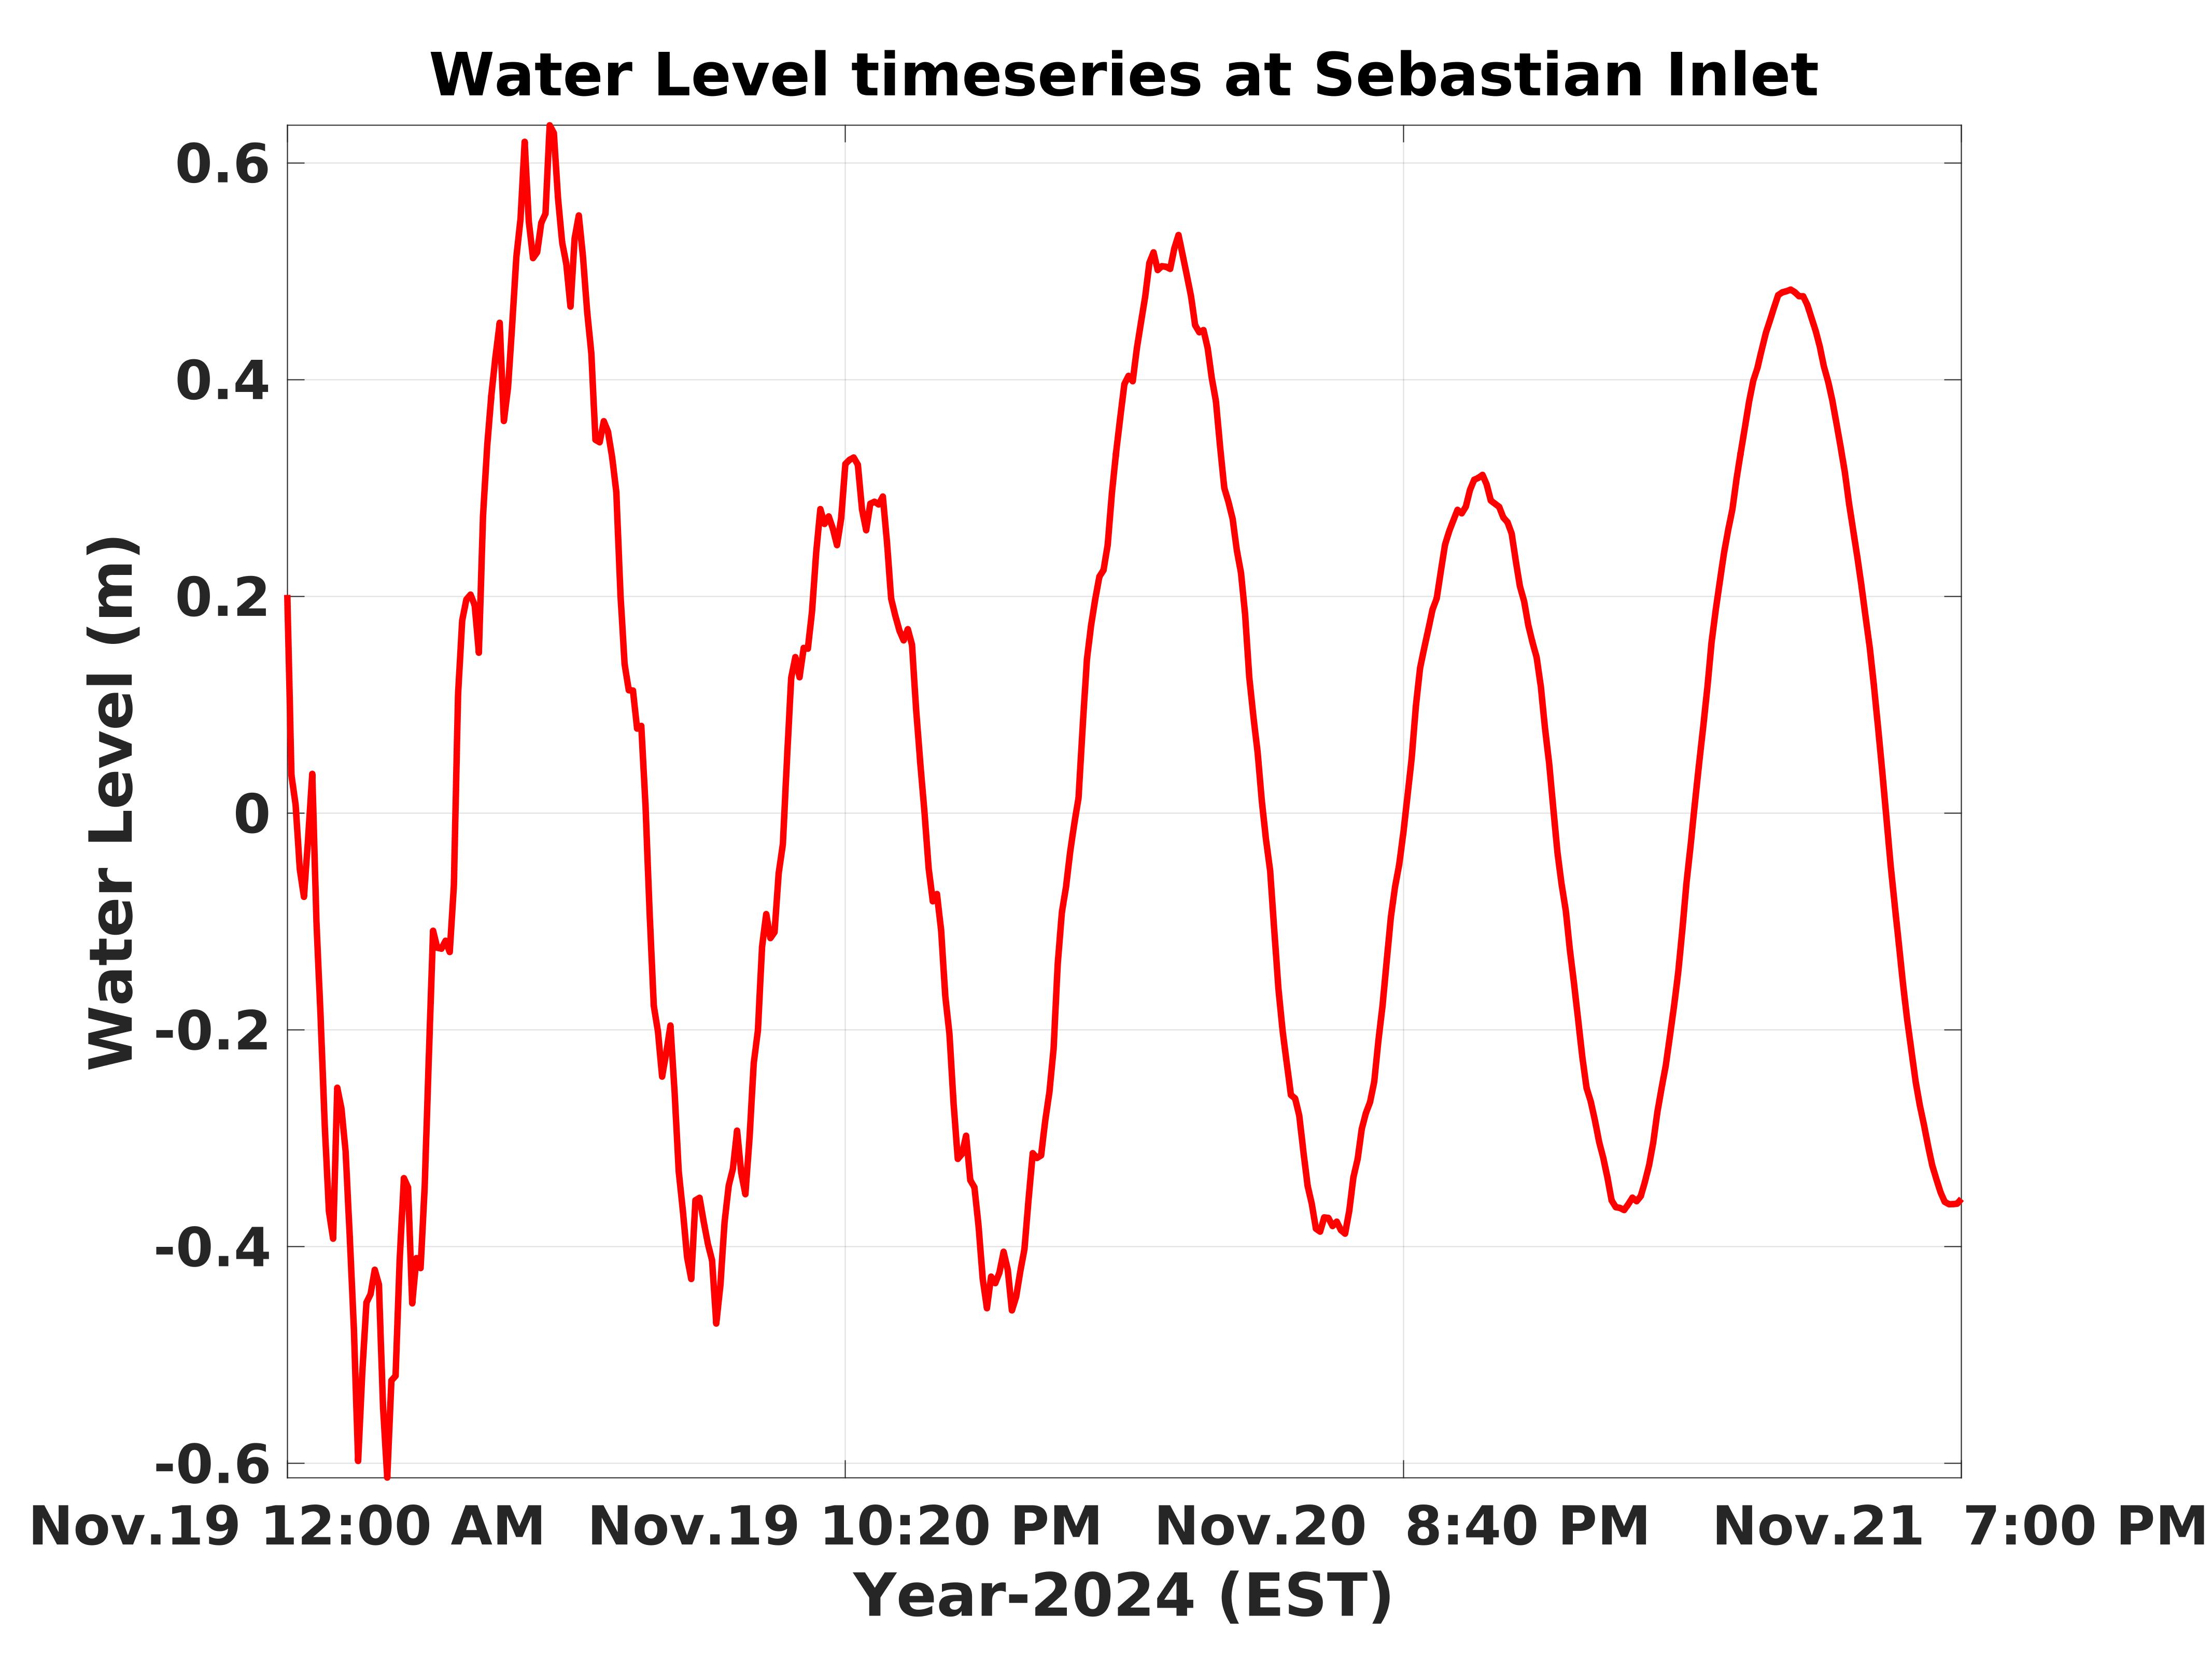 Water Level timeseries at Sebastian Inlet
Water Level (m)
0.6
0.4
0.2
0
-0.2
-0.4
-0.6
Nov.19 12:00 AM Nov.19 10:20 PM Nov.20 8:40 PM Nov.21 7:00 PM
Year-2024 (EST)